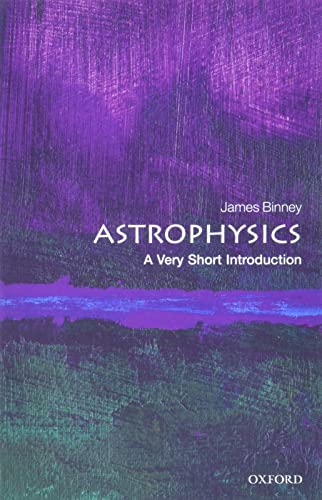 James Binney
ASTROPHYSICS
A Very Short Introduction
OXFORD